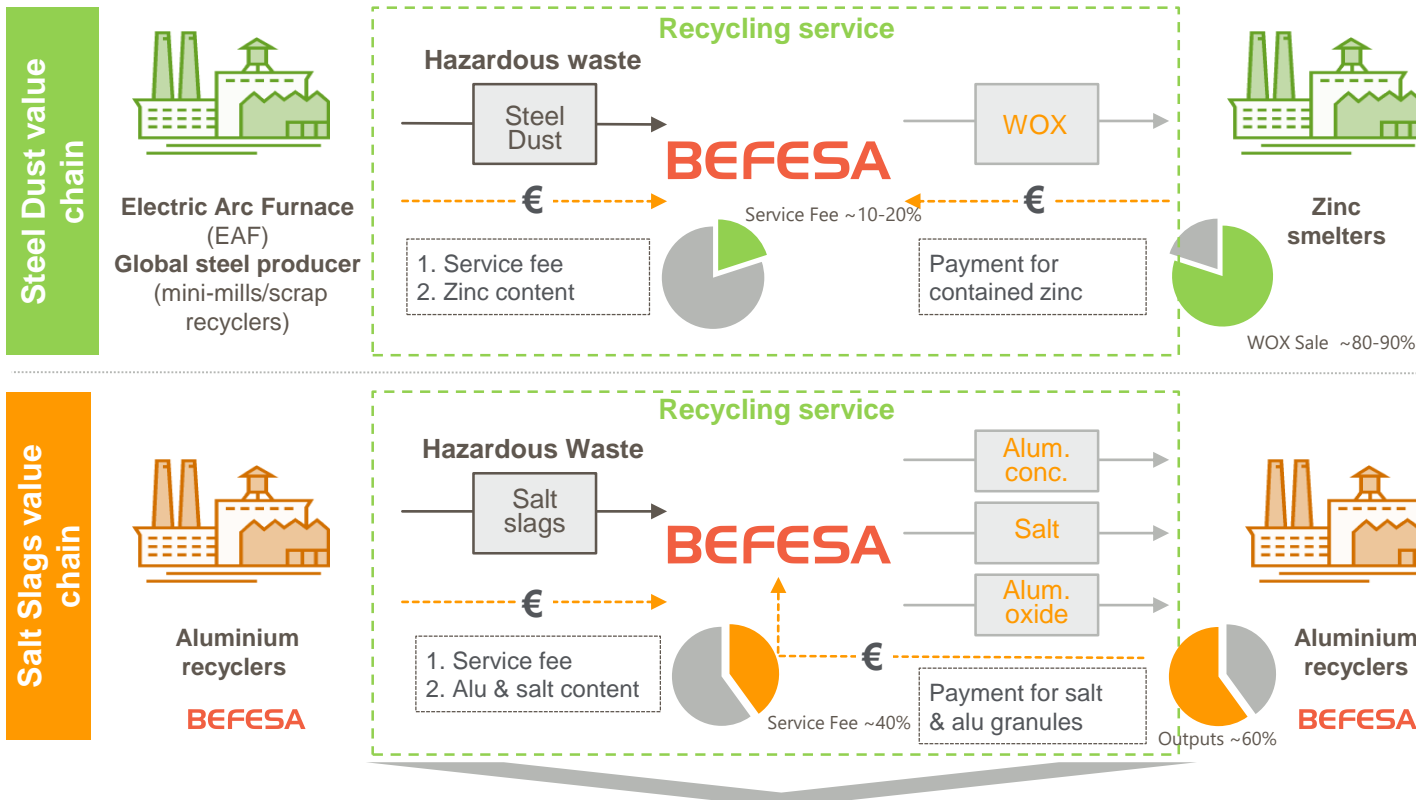 Steel Dust value
chain
Electric Arc Furnace
(EAF)
Global steel producer
(mini-mills/scrap
recyclers)
Recycling service
Hazardous waste
Steel
Dust
BEFESA
WOX
€
€
Service Fee ~10-20%
1. Service fee
2. Zinc content
Payment for
contained zinc
Zinc
smelters
WOX Sale ~80-90%
Salt Slags value
chain
Aluminium
recyclers
BEFESA
Recycling service
Hazardous Waste
Salt
slags
BEFESA
Alum.
conc.
Salt
Alum.
oxide
€
€
1. Service fee
2. Alu & salt content
Service Fee ~40%
Payment for salt
& alu granules
Outputs ~60%
Aluminium
recyclers
BEFESA